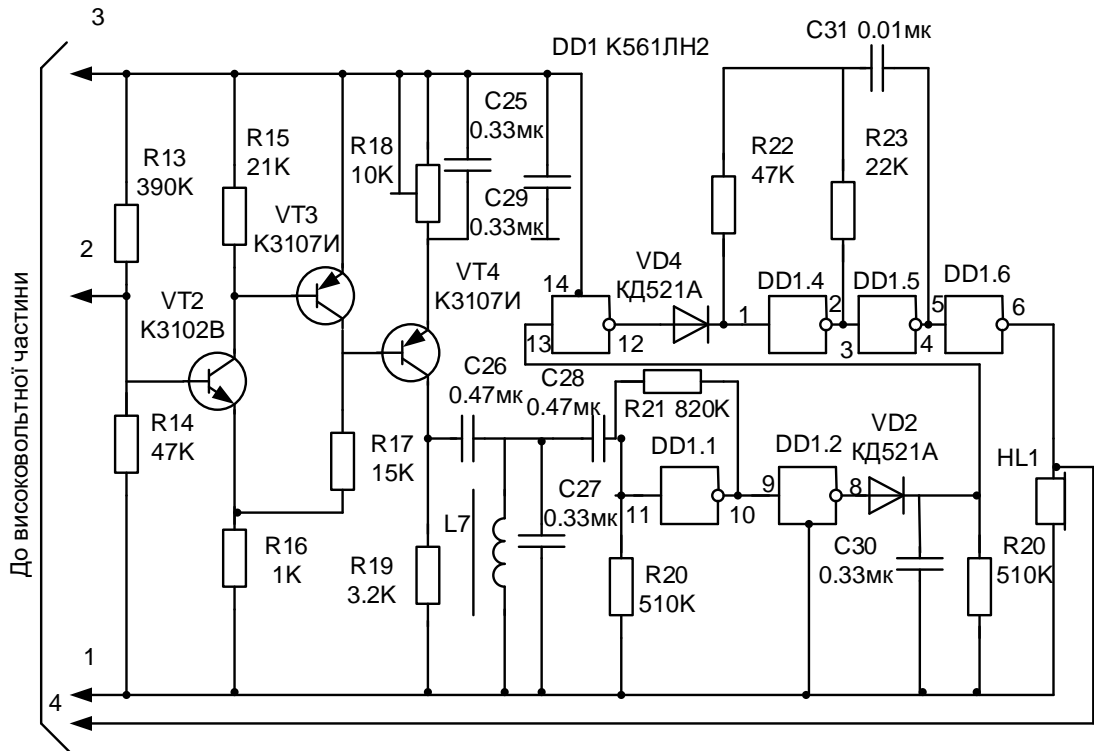 3
DD1 К561ЛН2
C31 0.01мк
C25
0.33мк
R13
390K
R15
21K
R18
10K
R22
47K
R23
22K
C29
0.33мк
2
VT3
К3107И
VT4
К3107И
VT2
К3102В
14
13
12
VD4
КД521А
1
DD1.4
2
3
DD1.5
4
5
DD1.6
6
C26
0.47мк
C28
0.47мк
R21 820K
R14
47K
R17
15K
DD1.1
11
10
9
DD1.2
8
VD2
КД521А
HL1
L7
C27
0.33мк
R16
1K
R19
3.2K
R20
510K
C30
0.33мк
R20
510K
До високовольтної частини
1
4